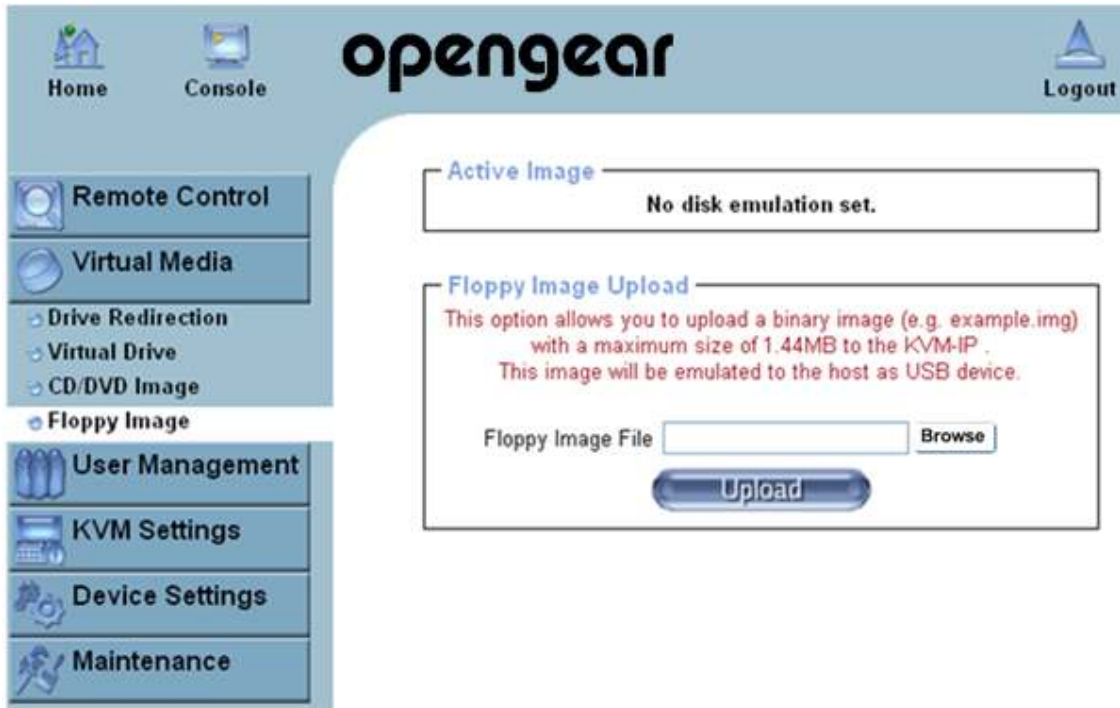 Home
Console
opengear
Logout
Remote Control
Virtual Media
Drive Redirection
Virtual Drive
CD/DVD Image
Floppy Image
User Management
KVM Settings
Device Settings
Maintenance
Active Image
No disk emulation set.
Floppy Image Upload
This option allows you to upload a binary image (e.g. example.img)
with a maximum size of 1.44MB to the KVM-IP .
This image will be emulated to the host as USB device.
Floppy Image File
Browse
Upload